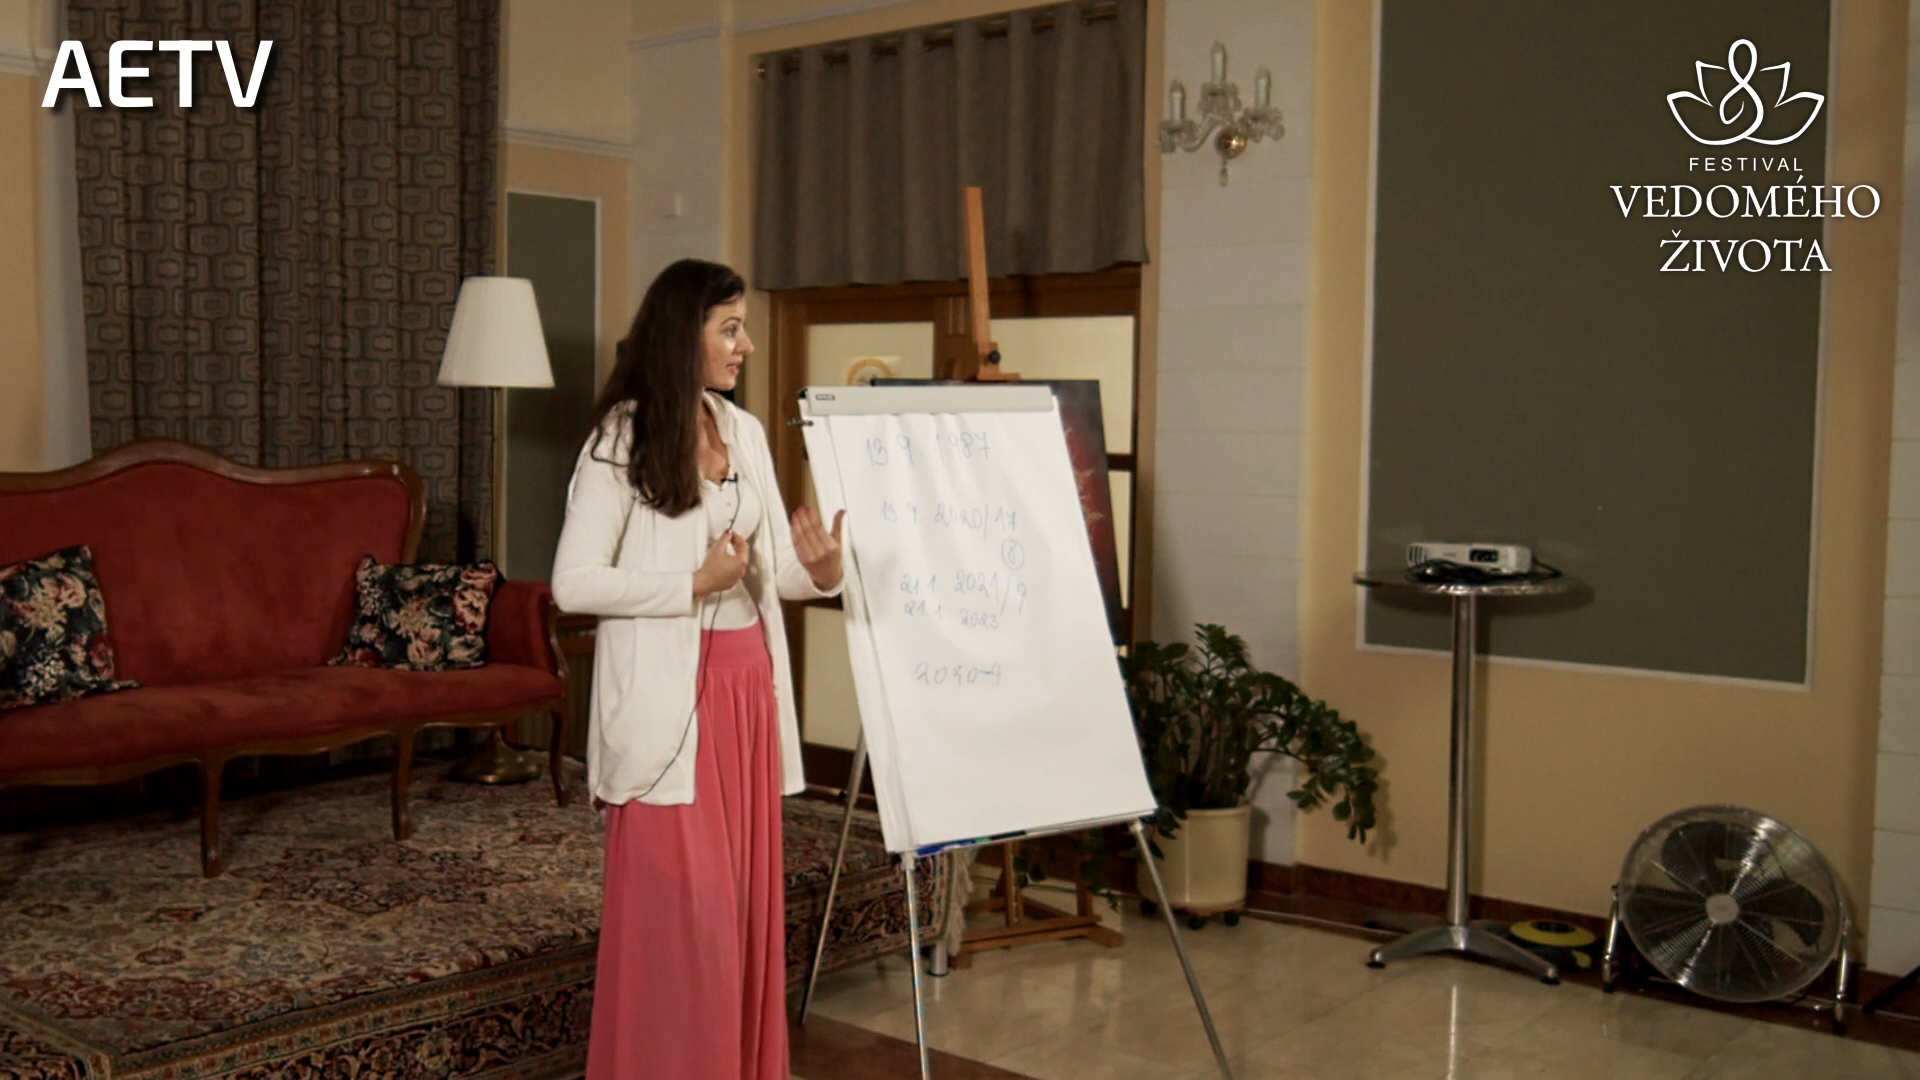 AETV
FESTIVAL
VEDOMÉHO
ŽIVOTA
13 9. 1987
13 9. 2020/17
8
21 1. 2021/9
21.1 2023
2020-4